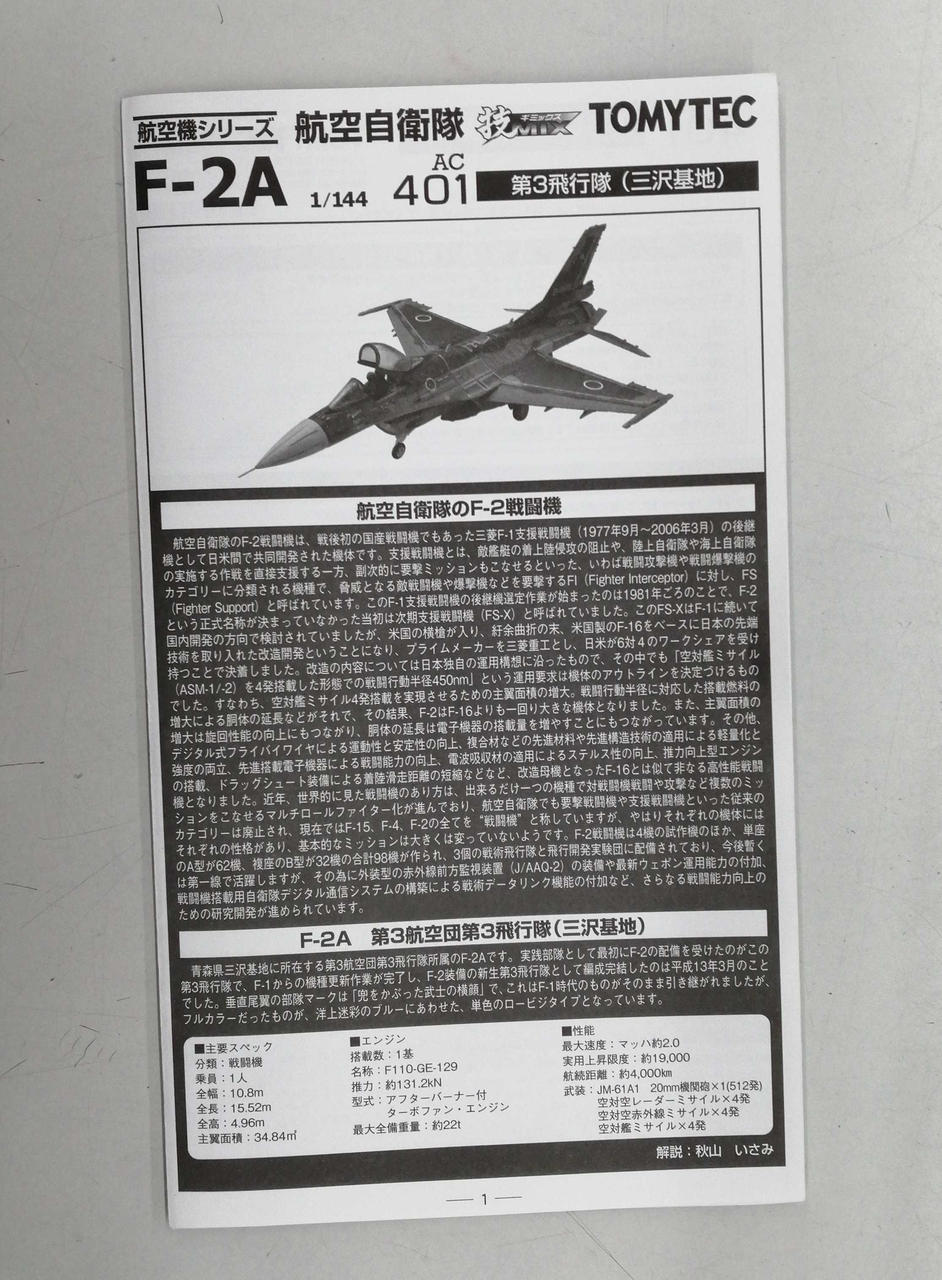 航空機シリーズ 航空自衛隊 技ギミックスMIX TOMYTEC
F-2A 1/144 AC401 第3飛行隊（三沢基地）
航空自衛隊のF-2戦闘機
航空自衛隊のF-2戦闘機は、戦後初の国産戦闘機でもあった三菱F-1支援戦闘機（1977年9月～2006年3月）の後継
機として日米間で共同開発された機体です。支援戦闘機とは、敵艦艇の着上陸侵攻の阻止や、陸上自衛隊や海上自衛隊
の実施する作戦を直接支援する一方、副次的に要撃ミッションもこなせるといった、いわば戦闘攻撃機や戦闘爆撃機の
カテゴリーに分類される機種で、脅威となる敵戦闘機や爆撃機などを要撃するFI（Fighter Interceptor）に対し、FS
（Fighter Support）と呼ばれています。このF-1支援戦闘機の後継機選定作業が始まったのは1981年ごろのことで、F-2
という正式名称が決まっていなかった当初は次期支援戦闘機（FS-X）と呼ばれていました。このFS-XはF-1に続いて
国内開発の方向で検討されていましたが、米国の横槍が入り、紆余曲折の末、米国製のF-16をベースに日本の先端
技術を取り入れた改造開発ということになり、プライムメーカーを三菱重工とし、日米が6対4のワークシェアを受け
持つことで決着しました。改造の内容については日本独自の運用構想に沿ったもので、その中でも「空対艦ミサイル
（ASM-1/-2）を4発搭載した形態での戦闘行動半径450nm」という運用要求は機体のアウトラインを決定づけるもの
でした。すなわち、空対艦ミサイル4発搭載を実現させるための主翼面積の増大。戦闘行動半径に対応した搭載燃料の
増大による胴体の延長などがそれで、その結果、F-2はF-16よりも一回り大きな機体となりました。また、主翼面積の
増大は旋回性能の向上にもつながり、胴体の延長は電子機器の搭載量を増やすことにもつながっています。その他、
デジタル式フライバイワイヤによる運動性と安定性の向上、複合材などの先進材料や先進構造技術の適用による軽量化と
強度の両立、先進搭載電子機器による戦闘能力の向上、電波吸収材の適用によるステルス性の向上、推力向上型エンジン
の搭載、ドラッグシュート装備による着陸滑走距離の短縮などなど、改造母機となったF-16とは似て非なる高性能戦闘
機となりました。近年、世界的に見た戦闘機のあり方は、出来るだけ一つの機種で対戦闘機戦闘や攻撃など複数のミッ
ションをこなせるマルチロールファイター化が進んでおり、航空自衛隊でも要撃戦闘機や支援戦闘機といった従来の
カテゴリーは廃止され、現在ではF-15、F-4、F-2の全てを“戦闘機”と称していますが、やはりそれぞれの機体には
それぞれの性格があり、基本的なミッションは大きくは変っていないようです。F-2戦闘機は4機の試作機のほか、単座
のA型が62機、複座のB型が32機の合計98機が作られ、3個の戦術飛行隊と飛行開発実験団に配備されており、今後暫く
は第一線で活躍しますが、その為に外装型の赤外線前方監視装置（J/AAQ-2）の装備や最新ウェポン運用能力の付加、
戦闘機搭載用自衛隊デジタル通信システムの構築による戦術データリンク機能の付加など、さらなる戦闘能力向上の
ための研究開発が進められています。
F-2A 第3航空団第3飛行隊（三沢基地）
青森県三沢基地に所在する第3航空団第3飛行隊所属のF-2Aです。実践部隊として最初にF-2の配備を受けたのがこの
第3飛行隊で、F-1からの機種更新作業が完了し、F-2装備の新生第3飛行隊として編成完結したのは平成13年3月のこと
でした。垂直尾翼の部隊マークは「兜をかぶった武士の横顔」で、これはF-1時代のものがそのまま引き継がれましたが、
フルカラーだったものが、洋上迷彩のブルーにあわせた、単色のロービジタイプとなっています。
■主要スペック
分類：戦闘機
乗員：1人
全幅：10.8m
全長：15.52m
全高：4.96m
主翼面積：34.84㎡
■エンジン
搭載数：1基
名称：F110-GE-129
推力：約131.2kN
型式：アフターバーナー付
ターボファン・エンジン
最大全備重量：約22t
■性能
最大速度：マッハ約2.0
実用上昇限度：約19,000
航続距離：約4,000㎞
武装：JM-61A1 20mm機関砲×1(512発)
空対空レーダーミサイル×4発
空対空赤外線ミサイル×4発
空対艦ミサイル×4発
解説：秋山 いさみ
1